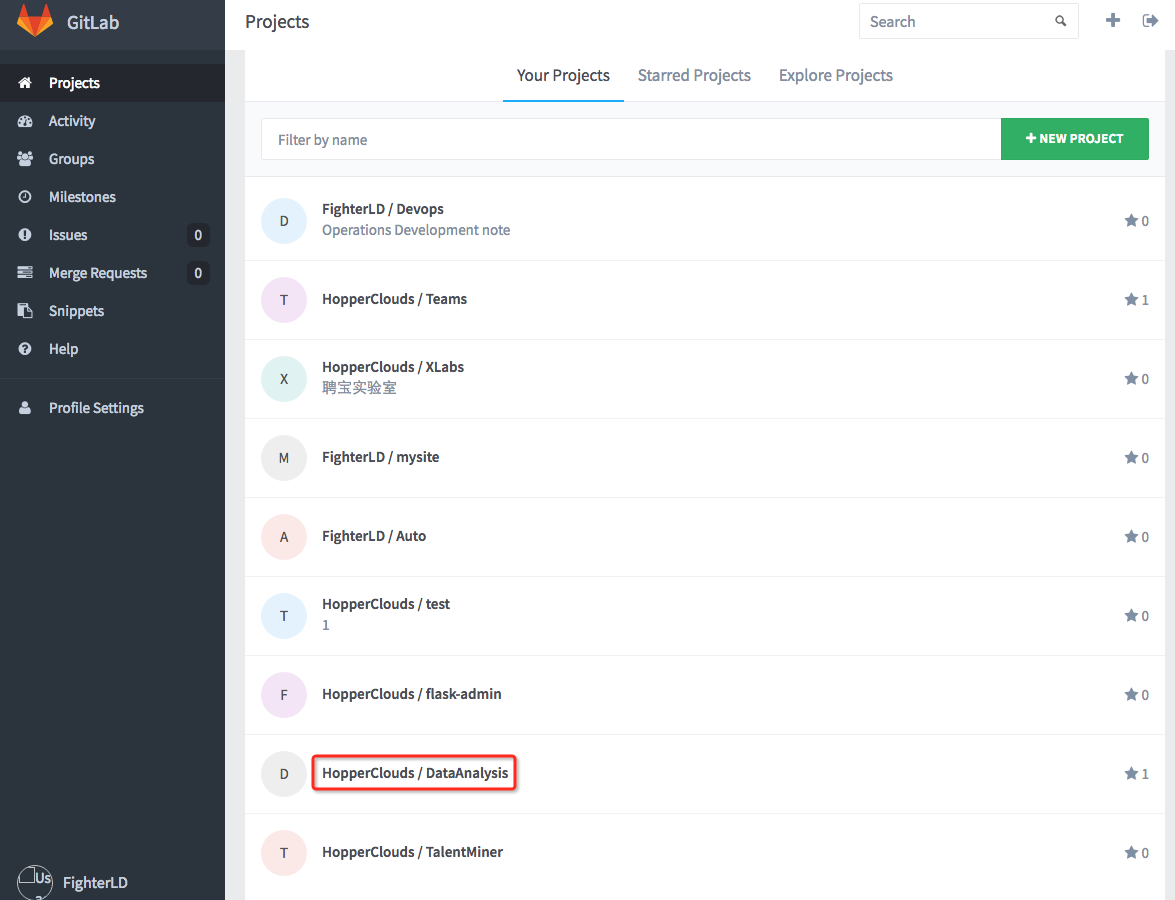 GitLab
Projects
Search
Projects
Activity
Groups
Milestones
Issues 0
Merge Requests 0
Snippets
Help
Profile Settings
Us
FighterLD
Your Projects Starred Projects Explore Projects
Filter by name
NEW PROJECT
D
FighterLD / Devops
Operations Development note
0
T
HopperClouds / Teams
1
X
HopperClouds / XLabs
聘宝实验室
0
M
FighterLD / mysite
0
A
FighterLD / Auto
0
T
HopperClouds / test
1
0
F
HopperClouds / flask-admin
0
D
HopperClouds / DataAnalysis
1
T
HopperClouds / TalentMiner
0